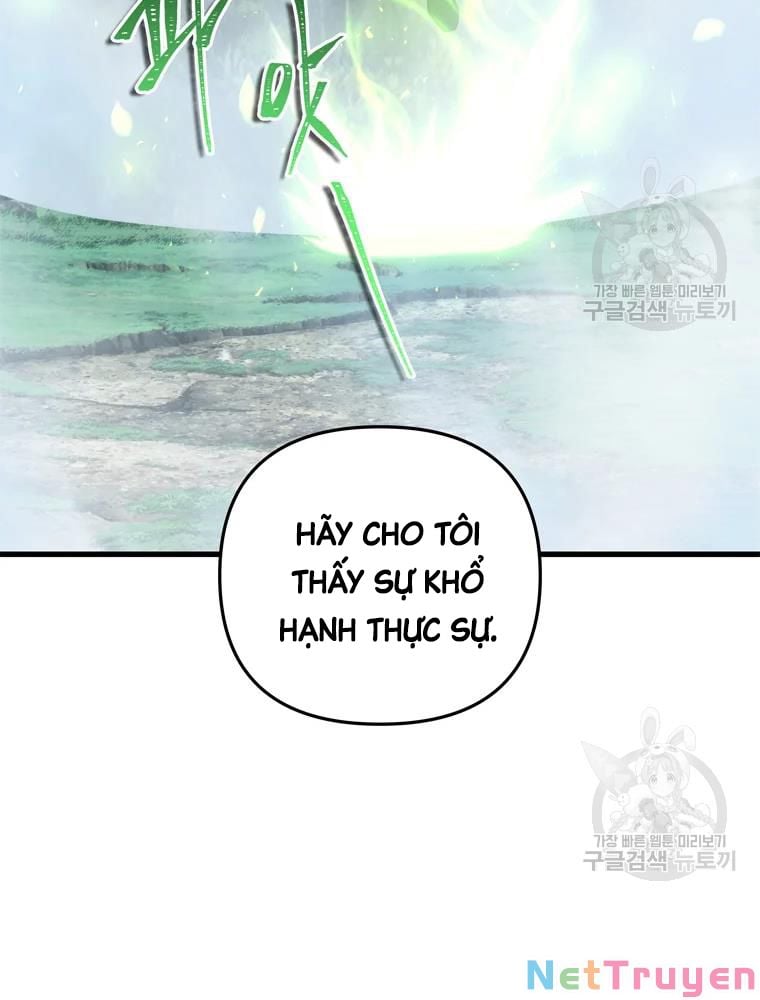 가장 빠른 웹툰 미리보기
구글검색 뉴토끼
HÃY CHO TÔI
THẤY SỰ KHỔ
HẠNH THỰC SỰ.
가장 빠른 웹툰 미리보기
구글검색 뉴토끼
NetTruyen